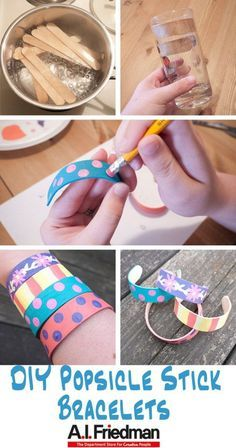 DIY Popsicle Stick
Bracelets
A.I. Friedman
The Department Store For Creative People